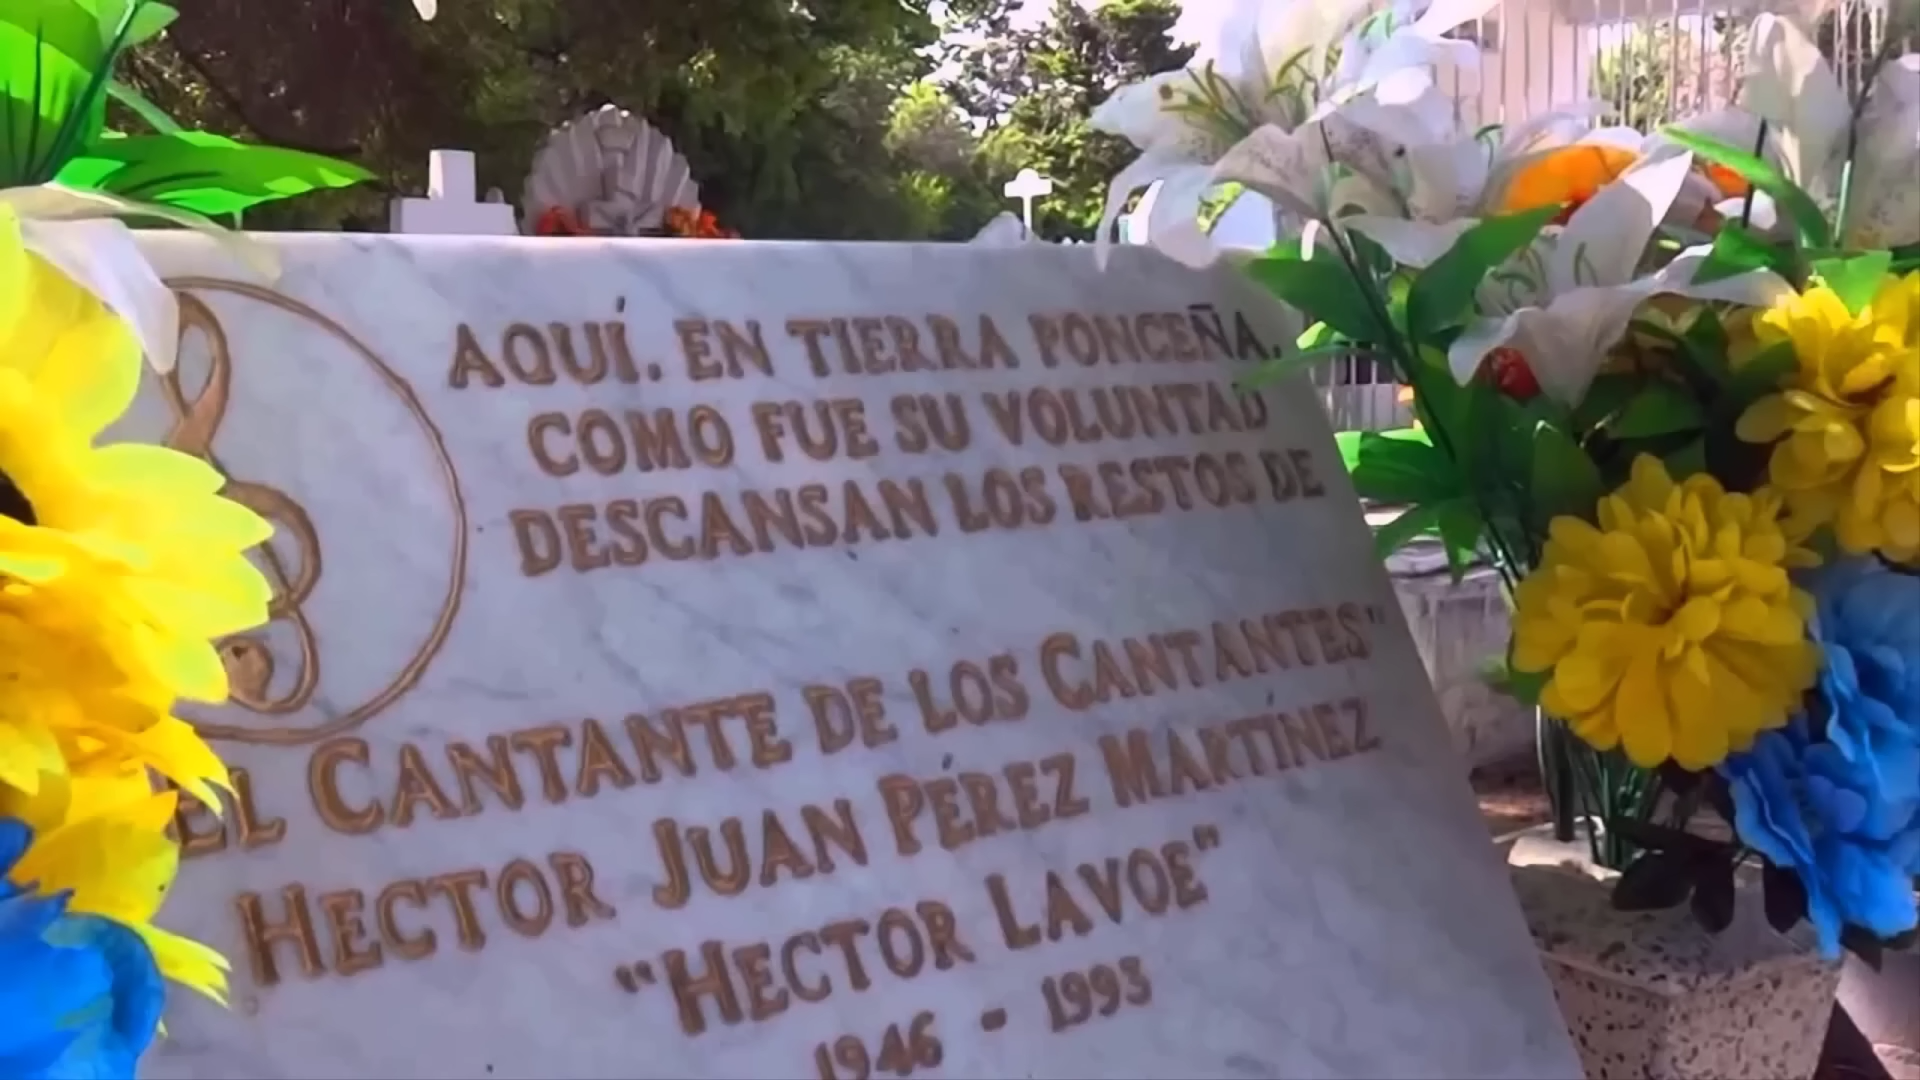 AQUÍ, EN TIERRA PONCEÑA,
COMO FUE SU VOLUNTAD
DESCANSAN LOS RESTOS DE
EL CANTANTE DE LOS CANTANTES"
HECTOR JUAN PÉREZ MARTÍNEZ
"HECTOR LAVOE"
1946 - 1993